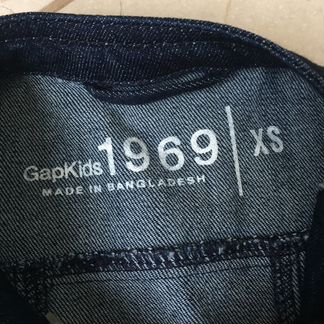 GapKids 1969 | XS
MADE IN BANGLADESH